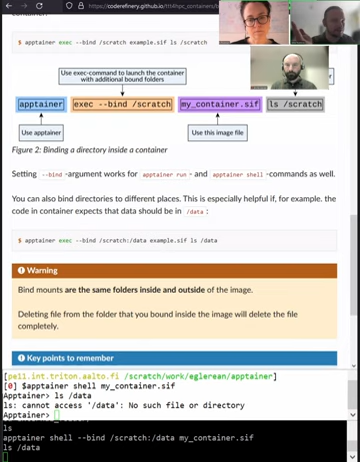 https://coderefinery.github.io/ttt4hpc_containers/b
container
$ apptainer exec --bind /scratch example.sif ls /scratch
Use exec-command to launch the container
with additional bound folders
apptainer
exec --bind /scratch
my_container.sif
ls /scratch
Use apptainer
Use this image file
Figure 2: Binding a directory inside a container
Setting --bind -argument works for apptainer run - and apptainer shell -commands as well.
You can also bind directories to different places. This is especially helpful if, for example. the
code in container expects that data should be in /data :
$ apptainer exec --bind /scratch:/data example.sif ls /data
Warning
Bind mounts are the same folders inside and outside of the image.
Deleting file from the folder that you bound inside the image will delete the file
completely.
Key points to remember
[pe11.int.triton.aalto.fi /scratch/work/eglerean/apptainer]
[0] $apptainer shell my_container.sif
Apptainer> ls /data
ls: cannot access '/data': No such file or directory
Apptainer>
ls
apptainer shell --bind /scratch:/data my_container.sif
ls /data